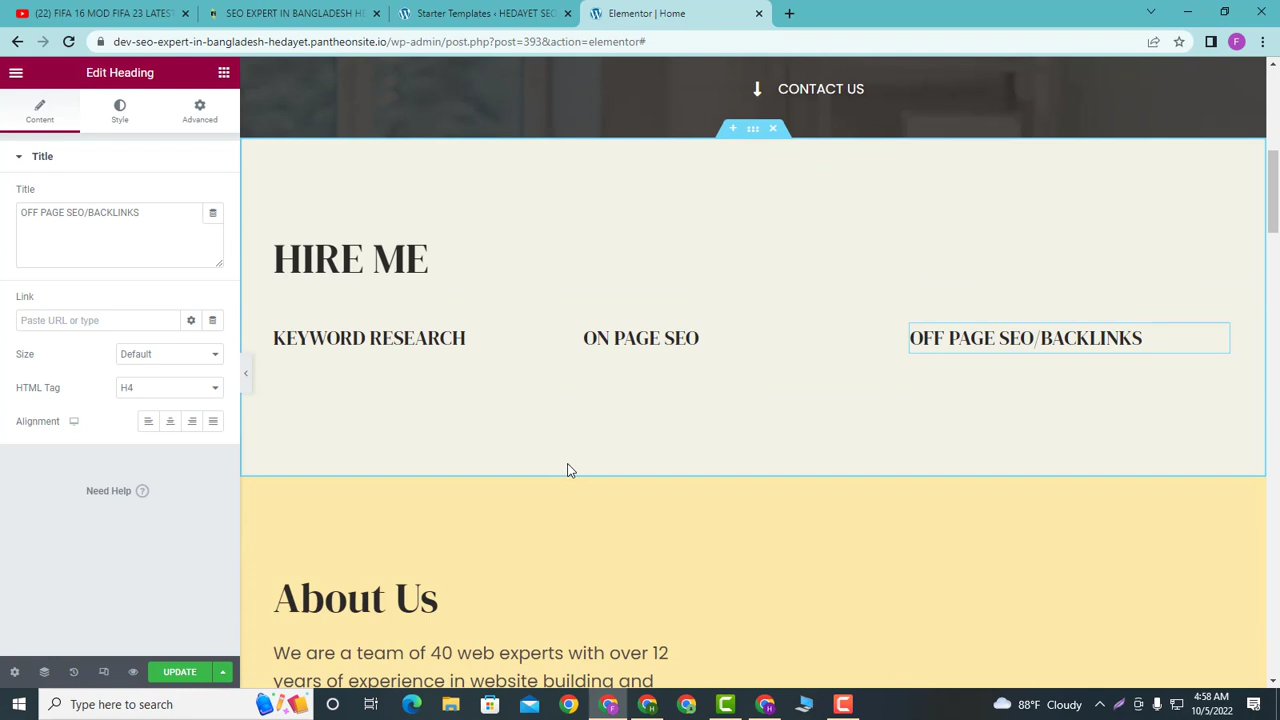 (22) FIFA 16 MOD FIFA 23 LATEST
SEO EXPERT IN BANGLADESH HE
Starter Templates ‹ HEDAYET SEO
Elementor | Home
dev-seo-expert-in-bangladesh-hedayet.pantheonsite.io/wp-admin/post.php?post=393&action=elementor#
F
Edit Heading
Content
Style
Advanced
Title
Title
OFF PAGE SEO/BACKLINKS
Link
Paste URL or type
Size
Default
HTML Tag
H4
Alignment
Need Help ?
UPDATE
CONTACT US
HIRE ME
KEYWORD RESEARCH
ON PAGE SEO
OFF PAGE SEO/BACKLINKS
About Us
We are a team of 40 web experts with over 12
years of experience in website building and
Type here to search
88°F Cloudy
4:58 AM
10/5/2022